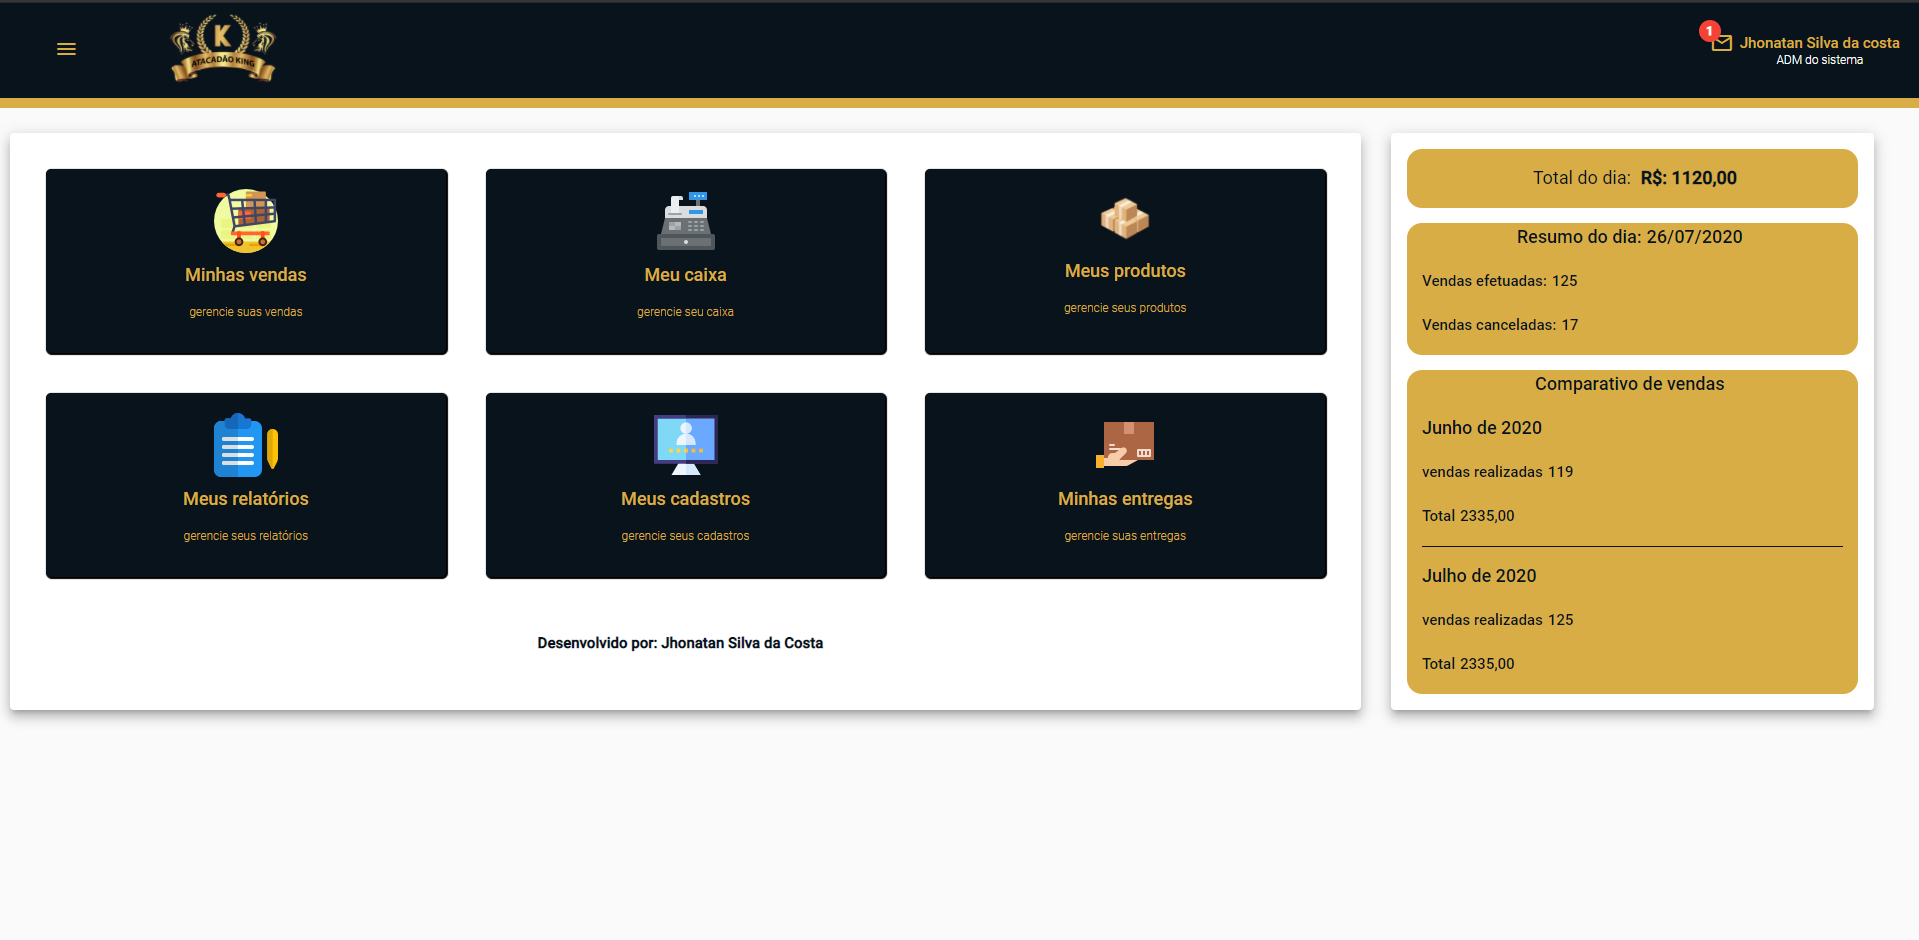 K
ATACADÃO KING
1
Jhonatan Silva da costa
ADM do sistema
Minhas vendas
gerencie suas vendas
Meu caixa
gerencie seu caixa
Meus produtos
gerencie seus produtos
Meus relatórios
gerencie seus relatórios
Meus cadastros
gerencie seus cadastros
Minhas entregas
gerencie suas entregas
Desenvolvido por: Jhonatan Silva da Costa
Total do dia: R$: 1120,00
Resumo do dia: 26/07/2020
Vendas efetuadas: 125
Vendas canceladas: 17
Comparativo de vendas
Junho de 2020
vendas realizadas 119
Total 2335,00
Julho de 2020
vendas realizadas 125
Total 2335,00